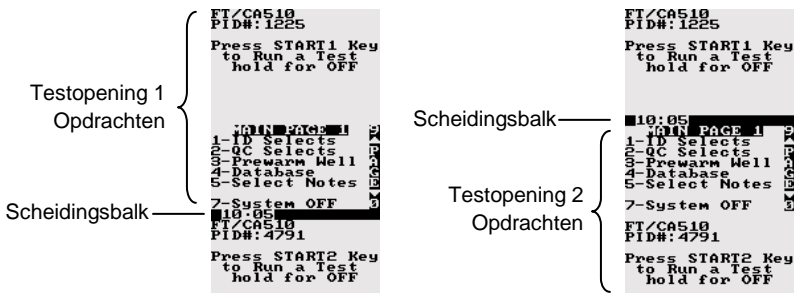 FT/CA510
PID#:1225
Press START1 Key
to Run a Test
hold for OFF
Testopening 1
Opdrachten
MAIN PAGE 1
1-ID Selects
2-QC Selects
3-Prewarm Well
4-Database
5-Select Notes
7-System OFF
Scheidingsbalk
10:05
FT/CA510
PID#:4791
Press START2 Key
to Run a Test
hold for OFF
FT/CA510
PID#:1225
Press START1 Key
to Run a Test
hold for OFF
Scheidingsbalk
10:05
MAIN PAGE 1
1-ID Selects
2-QC Selects
3-Prewarm Well
4-Database
5-Select Notes
7-System OFF
Testopening 2
Opdrachten
FT/CA510
PID#:4791
Press START2 Key
to Run a Test
hold for OFF